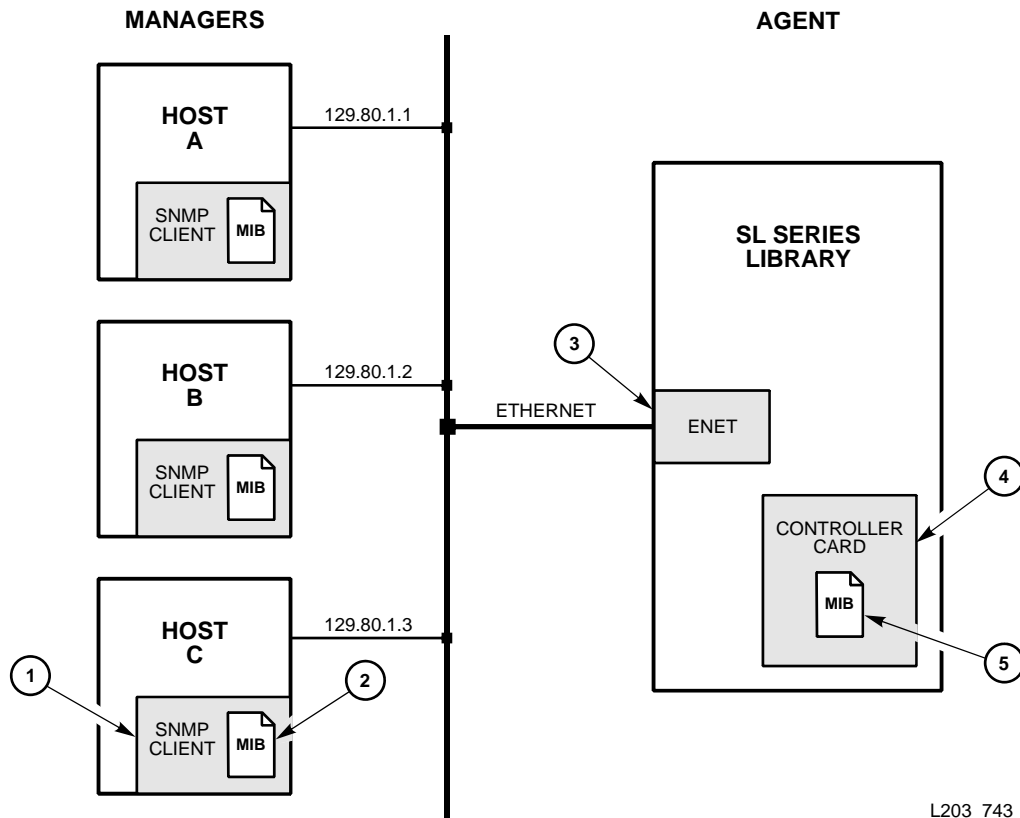 MANAGERS
AGENT
HOST
A
129.80.1.1
SNMP
CLIENT
MIB
HOST
B
129.80.1.2
SNMP
CLIENT
MIB
HOST
C
129.80.1.3
SNMP
CLIENT
MIB
1
2
ETHERNET
SL SERIES
LIBRARY
3
ENET
4
CONTROLLER
CARD
MIB
5
L203_743